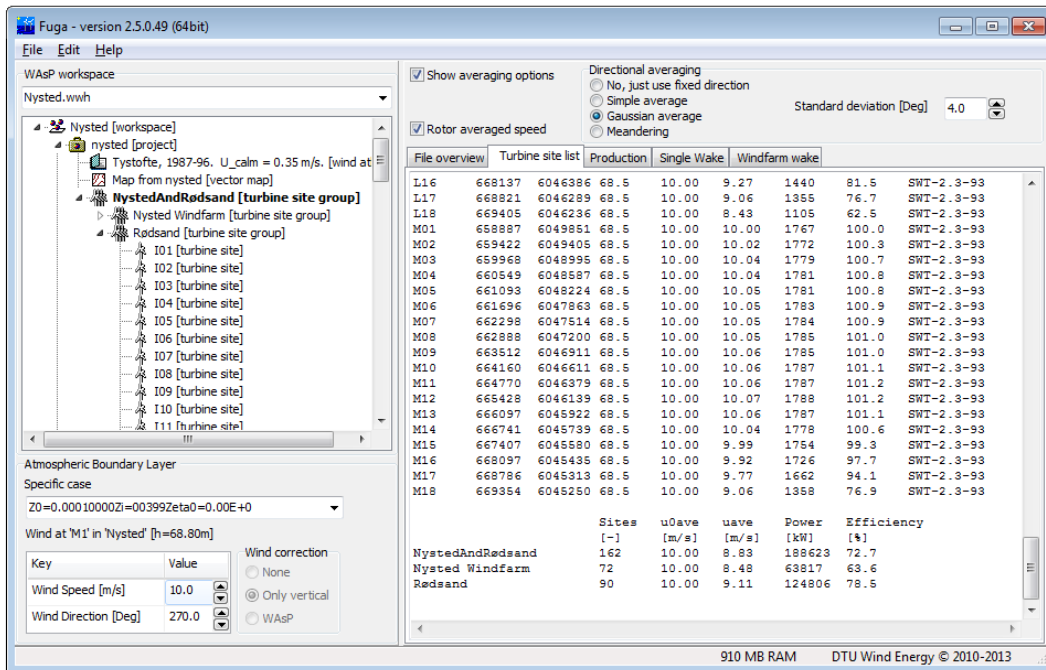 Fuga - version 2.5.0.49 (64bit)
File Edit Help
WAsP workspace
Nysted.wwh
Nysted [workspace]
nysted [project]
Tystofte, 1987-96. U_calm = 0.35 m/s. [wind at
Map from nysted [vector map]
NystedAndRødsand [turbine site group]
Nysted Windfarm [turbine site group]
Rødsand [turbine site group]
I01 [turbine site]
I02 [turbine site]
I03 [turbine site]
I04 [turbine site]
I05 [turbine site]
I06 [turbine site]
I07 [turbine site]
I08 [turbine site]
I09 [turbine site]
I10 [turbine site]
I11 [turbine site]
Atmospheric Boundary Layer
Specific case
Z0=0.00010000Zi=00399Zeta0=0.00E+0
Wind at 'M1' in 'Nysted' [h=68.80m]
Key Value
Wind Speed [m/s] 10.0
Wind Direction [Deg] 270.0
Wind correction
None
Only vertical
WAsP
Show averaging options
Rotor averaged speed
Directional averaging
No, just use fixed direction
Simple average
Gaussian average
Meandering
Standard deviation [Deg] 4.0
File overview Turbine site list Production Single Wake Windfarm wake
L16 668137 6046386 68.5 10.00 9.27 1440 81.5 SWT-2.3-93
L17 668821 6046289 68.5 10.00 9.06 1355 76.7 SWT-2.3-93
L18 669405 6046236 68.5 10.00 8.43 1105 62.5 SWT-2.3-93
M01 658887 6049851 68.5 10.00 10.00 1767 100.0 SWT-2.3-93
M02 659422 6049405 68.5 10.00 10.02 1772 100.3 SWT-2.3-93
M03 659968 6048995 68.5 10.00 10.04 1779 100.7 SWT-2.3-93
M04 660549 6048587 68.5 10.00 10.04 1781 100.8 SWT-2.3-93
M05 661093 6048224 68.5 10.00 10.05 1781 100.8 SWT-2.3-93
M06 661696 6047863 68.5 10.00 10.05 1783 100.9 SWT-2.3-93
M07 662298 6047514 68.5 10.00 10.05 1784 100.9 SWT-2.3-93
M08 662888 6047200 68.5 10.00 10.05 1785 101.0 SWT-2.3-93
M09 663512 6046911 68.5 10.00 10.06 1785 101.0 SWT-2.3-93
M10 664160 6046611 68.5 10.00 10.06 1787 101.1 SWT-2.3-93
M11 664770 6046379 68.5 10.00 10.06 1787 101.2 SWT-2.3-93
M12 665428 6046139 68.5 10.00 10.07 1788 101.2 SWT-2.3-93
M13 666097 6045922 68.5 10.00 10.06 1787 101.1 SWT-2.3-93
M14 666741 6045739 68.5 10.00 10.04 1778 100.6 SWT-2.3-93
M15 667407 6045580 68.5 10.00 9.99 1754 99.3 SWT-2.3-93
M16 668097 6045435 68.5 10.00 9.92 1726 97.7 SWT-2.3-93
M17 668786 6045313 68.5 10.00 9.77 1662 94.1 SWT-2.3-93
M18 669354 6045250 68.5 10.00 9.06 1358 76.9 SWT-2.3-93
Sites u0ave uave Power Efficiency
[-] [m/s] [m/s] [kW] [%]
NystedAndRødsand 162 10.00 8.83 188623 72.7
Nysted Windfarm 72 10.00 8.48 63817 63.6
Rødsand 90 10.00 9.11 124806 78.5
910 MB RAM DTU Wind Energy © 2010-2013